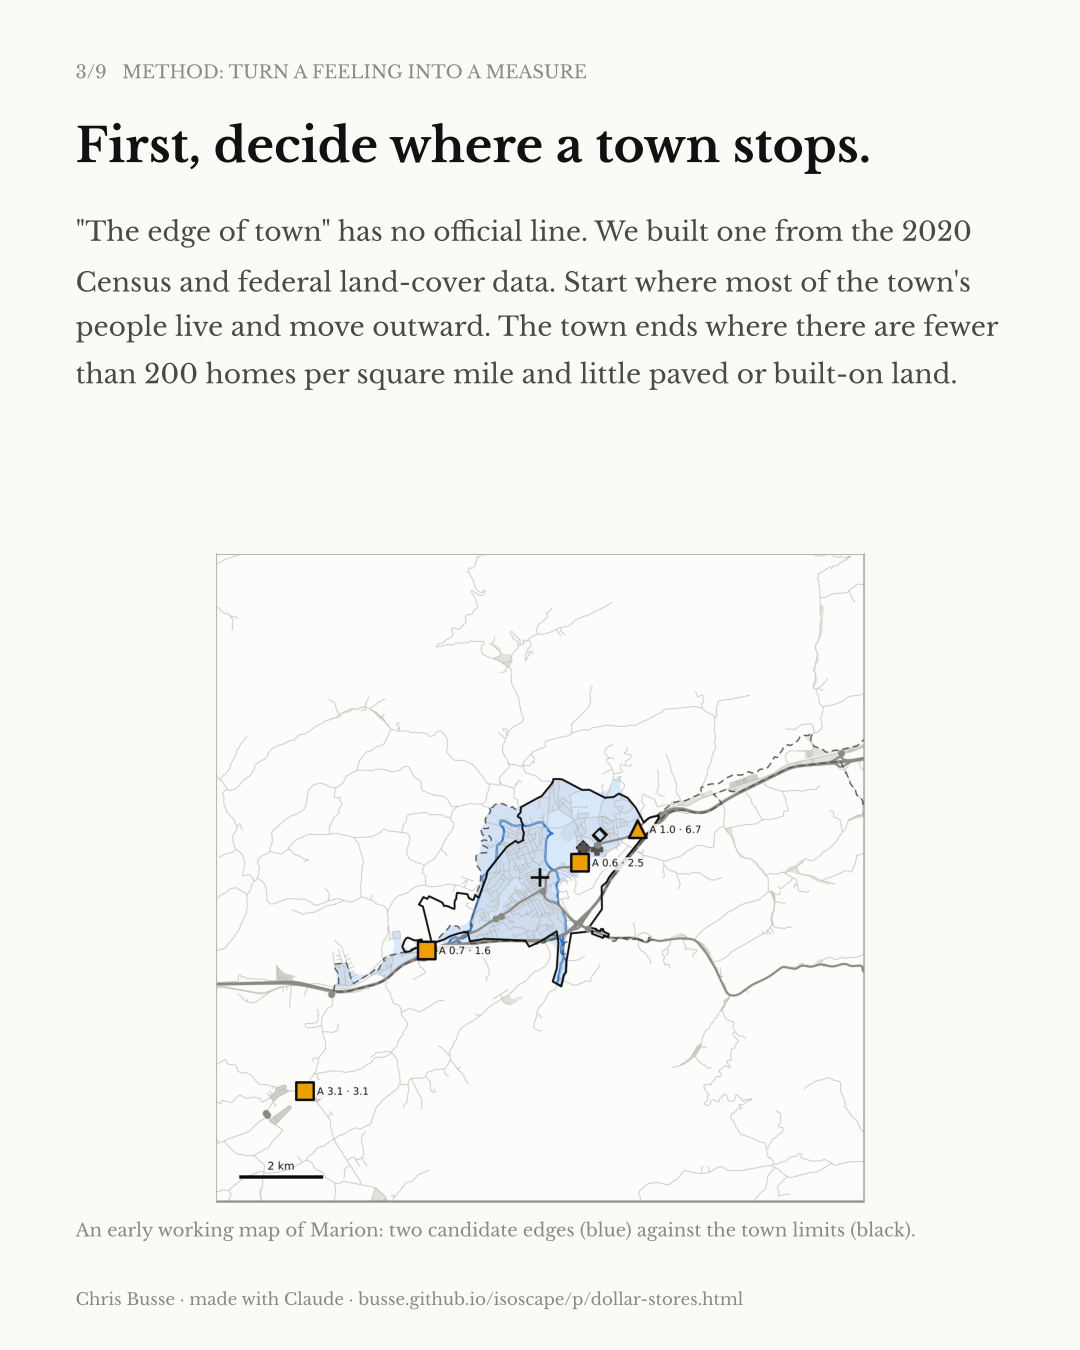 3/9 METHOD: TURN A FEELING INTO A MEASURE
First, decide where a town stops.
"The edge of town" has no official line. We built one from the 2020
Census and federal land-cover data. Start where most of the town's
people live and move outward. The town ends where there are fewer
than 200 homes per square mile and little paved or built-on land.
A 1.0 · 6.7
A 0.6 · 2.5
A 0.7 · 1.6
A 3.1 · 3.1
2 km
An early working map of Marion: two candidate edges (blue) against the town limits (black).
Chris Busse · made with Claude · busse.github.io/isoscape/p/dollar-stores.html